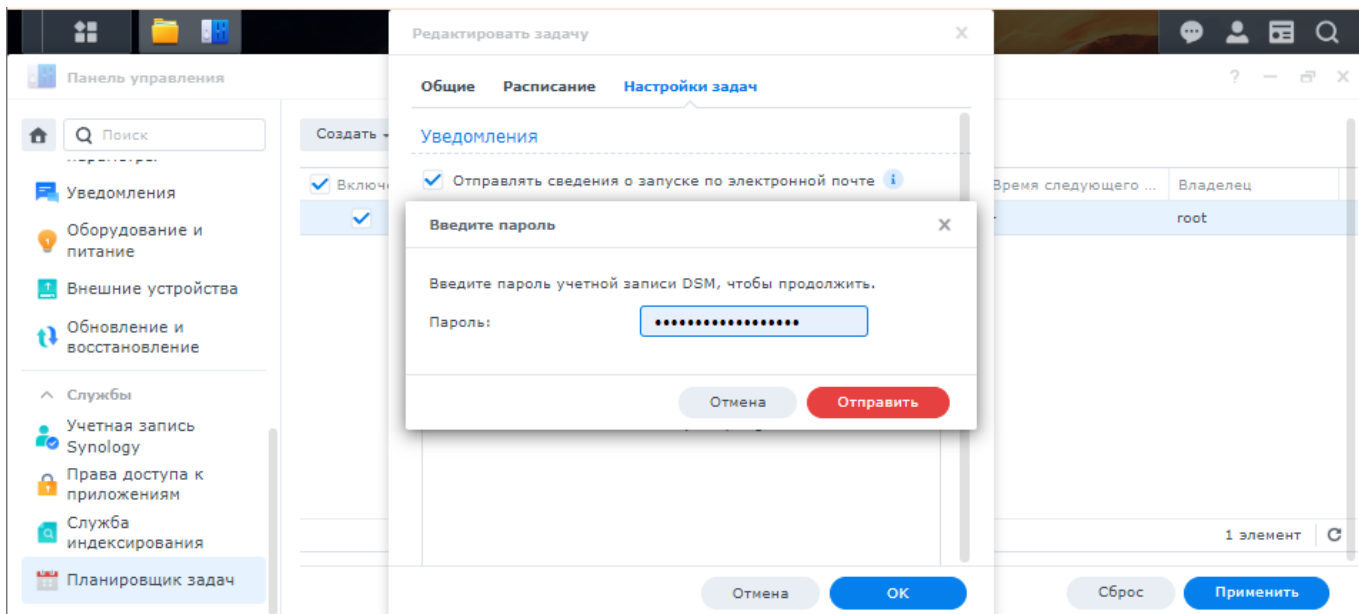 Редактировать задачу
Панель управления
Общие Расписание Настройки задач
Поиск
Создать
Уведомления
Включ
Отправлять сведения о запуске по электронной почте
Время следующего ... Владелец
Уведомления
- root
Введите пароль
Оборудование и
питание
Введите пароль учетной записи DSM, чтобы продолжить.
Внешние устройства
Пароль: ••••••••••••••••••
Обновление и
восстановление
Отмена Отправить
Службы
Учетная запись
Synology
Права доступа к
приложениям
Служба
индексирования
1 элемент
Планировщик задач
Отмена OK
Сброс Применить